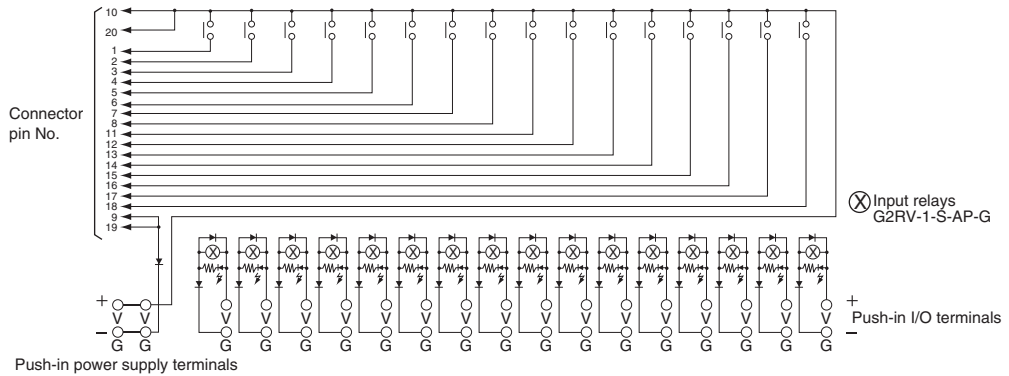 10
20
1
2
3
4
5
6
7
8
11
12
13
14
15
16
17
18
9
19
Connector
pin No.
X Input relays
G2RV-1-S-AP-G
X X X X X X X X X X X X X X X X
+ +
V V V V V V V V V V V V V V V V V V
Push-in I/O terminals
− −
G G G G G G G G G G G G G G G G G G
Push-in power supply terminals